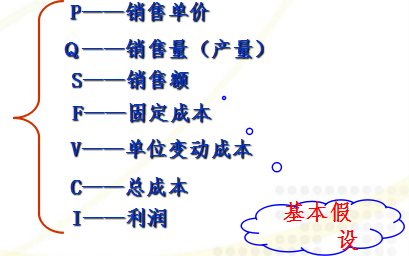 P——销售单价
Q——销售量（产量）
S——销售额
F——固定成本
V——单位变动成本
C——总成本
I——利润
基本假
设